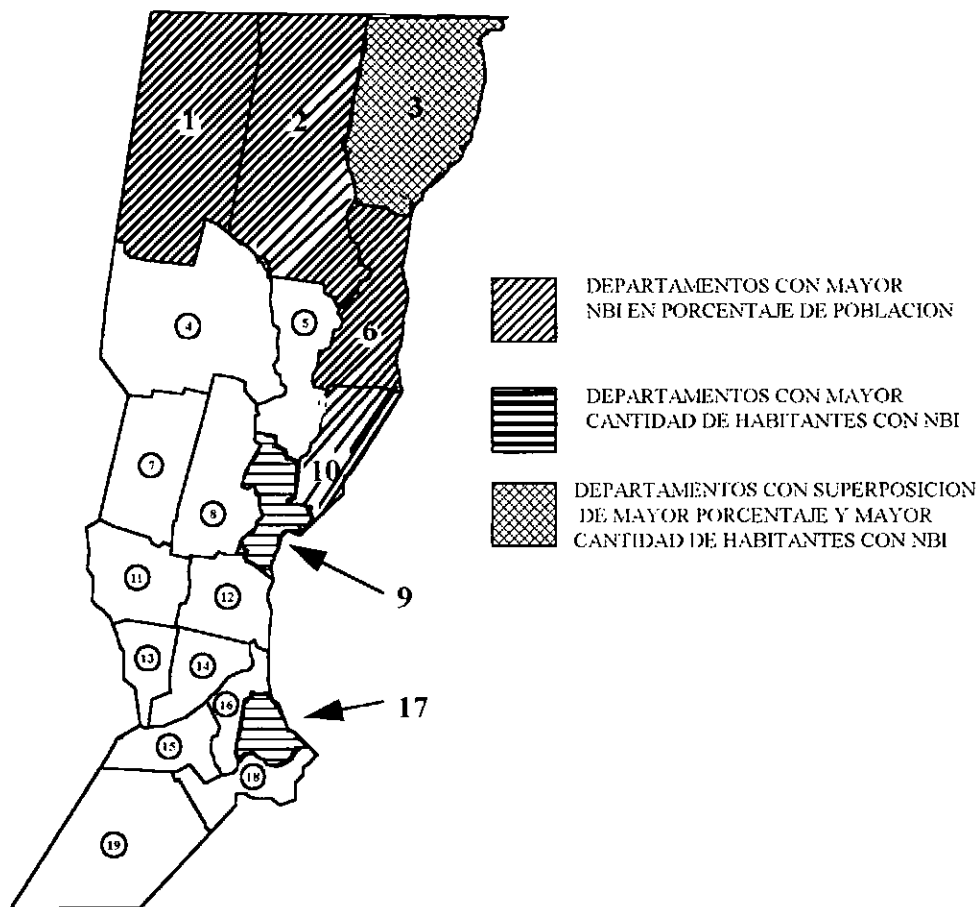 1
2
3
4
5
6
7
8
10
9
11
12
13
14
16
17
15
18
19
DEPARTAMENTOS CON MAYOR
NBI EN PORCENTAJE DE POBLACION
DEPARTAMENTOS CON MAYOR
CANTIDAD DE HABITANTES CON NBI
DEPARTAMENTOS CON SUPERPOSICION
DE MAYOR PORCENTAJE Y MAYOR
CANTIDAD DE HABITANTES CON NBI